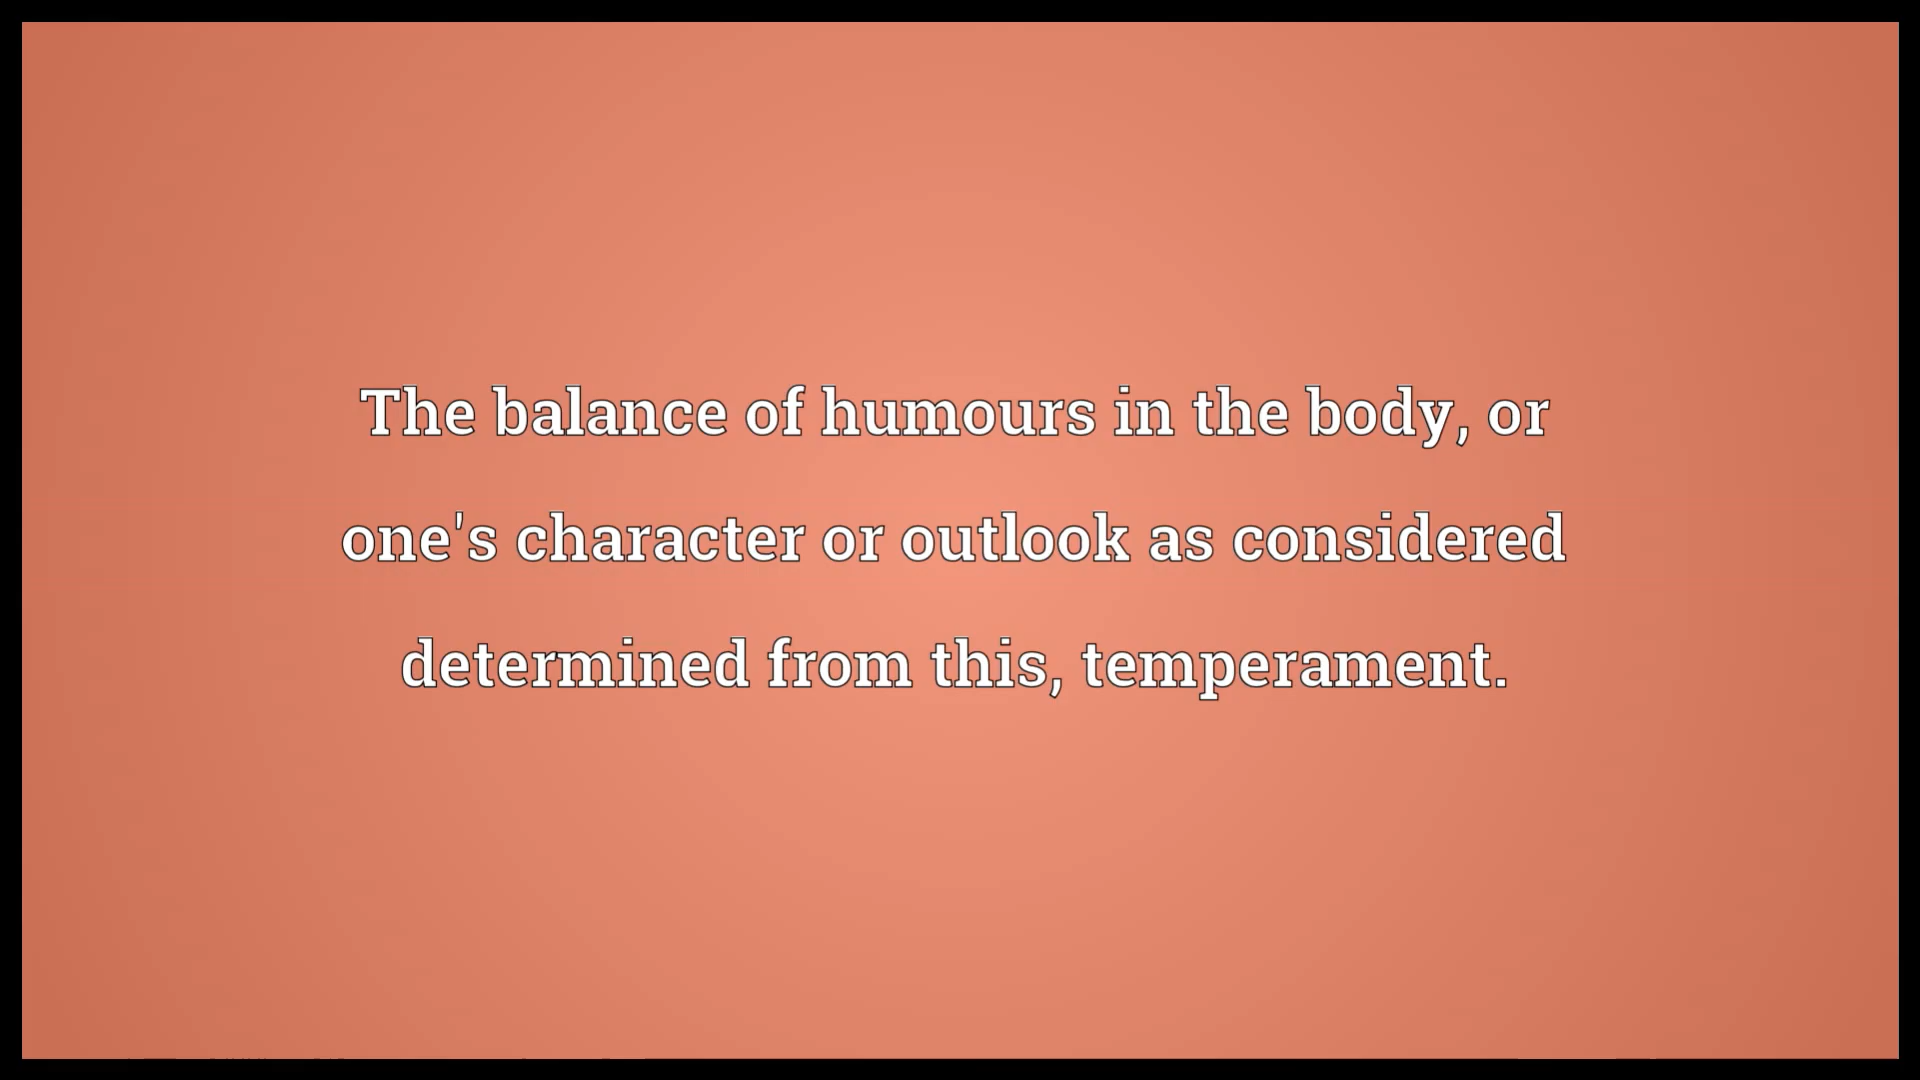 The balance of humours in the body, or
one's character or outlook as considered
determined from this, temperament.